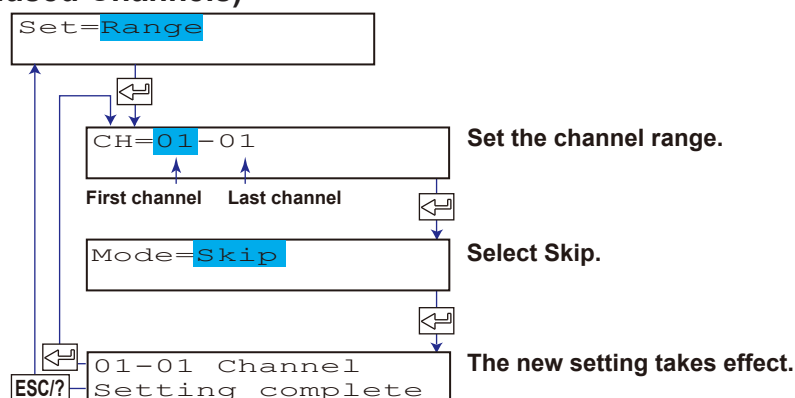 Set=Range
CH=01-01
Set the channel range.
First channel Last channel
Mode=Skip
Select Skip.
01-01 Channel
Setting complete
The new setting takes effect.
ESC/?